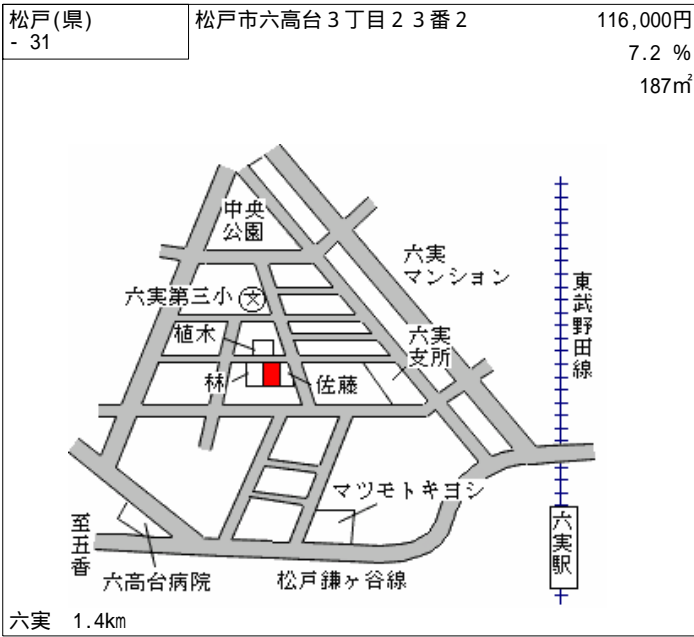 松戸(県)
- 31
松戸市六高台３丁目２３番２
116,000円
7.2 %
187㎡
中央
公園
六実
マンション
六実第三小
文
東武野田線
植木
六実
支所
林
佐藤
マツモトキヨシ
至五香
六実駅
六高台病院
松戸鎌ヶ谷線
六実 1.4km